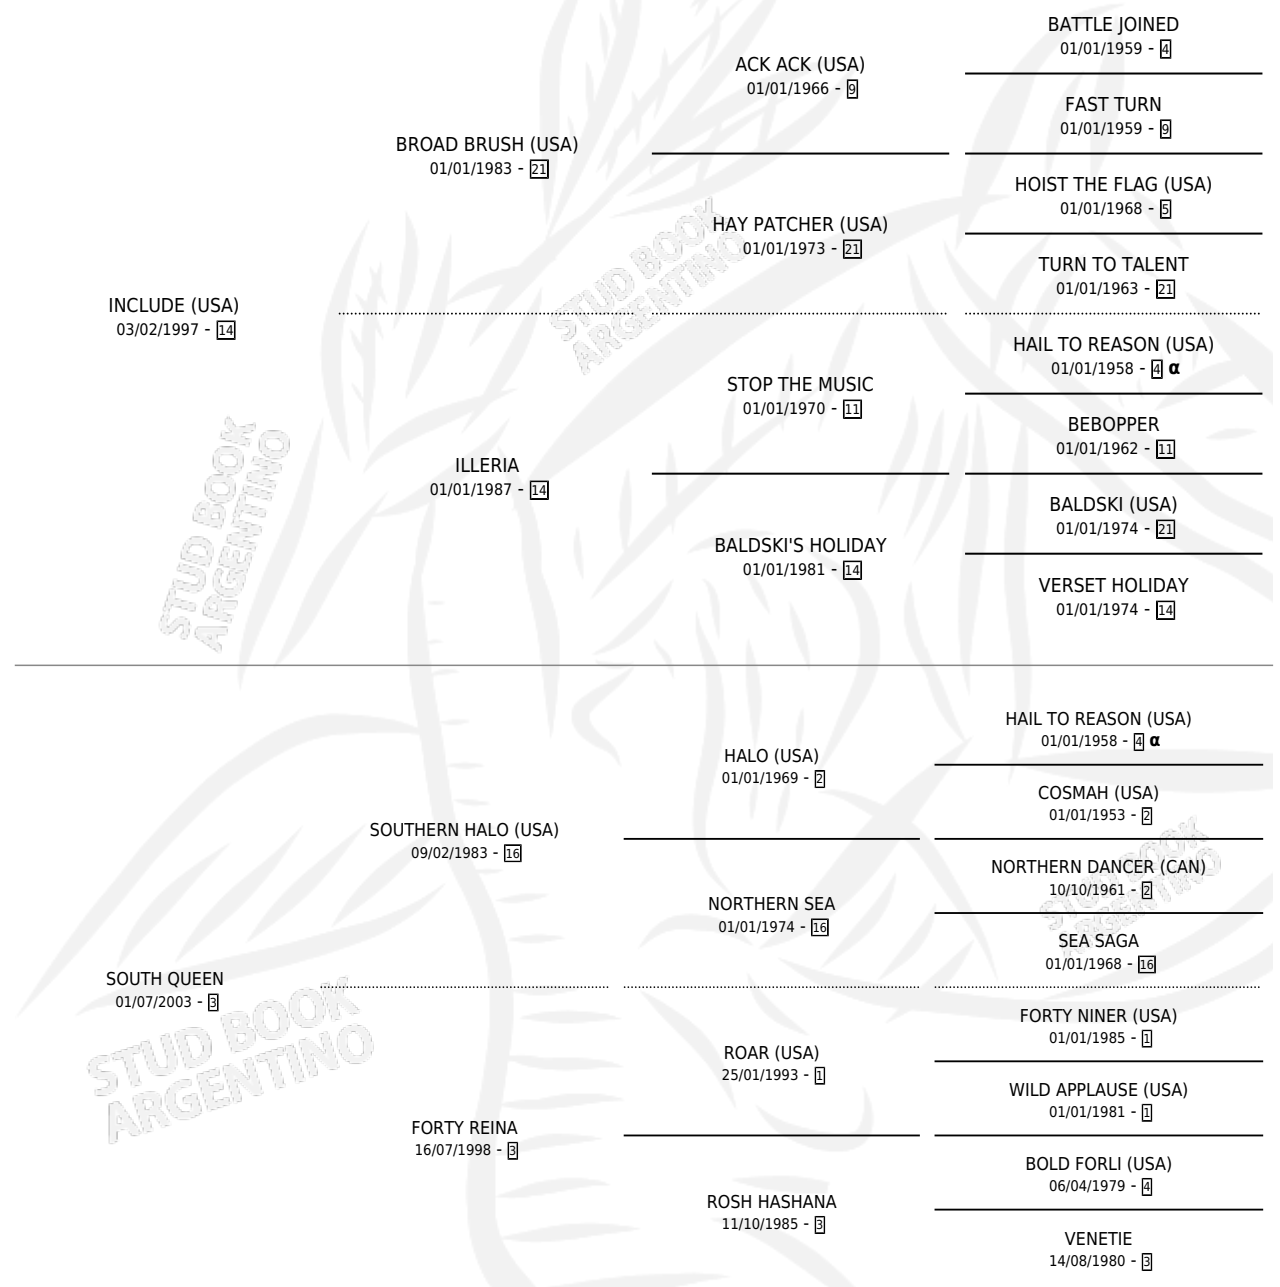 BATTLE JOINED
01/01/1959 - 4
ACK ACK (USA)
01/01/1966 - 9
FAST TURN
01/01/1959 - 9
BROAD BRUSH (USA)
01/01/1983 - 21
HOIST THE FLAG (USA)
01/01/1968 - 5
HAY PATCHER (USA)
01/01/1973 - 21
TURN TO TALENT
01/01/1963 - 21
INCLUDE (USA)
03/02/1997 - 14
HAIL TO REASON (USA)
01/01/1958 - 4 α
STOP THE MUSIC
01/01/1970 - 11
BEBOPPER
01/01/1962 - 11
ILLERIA
01/01/1987 - 14
BALDSKI (USA)
01/01/1974 - 21
BALDSKI'S HOLIDAY
01/01/1981 - 14
VERSET HOLIDAY
01/01/1974 - 14
HAIL TO REASON (USA)
01/01/1958 - 4 α
HALO (USA)
01/01/1969 - 2
COSMAH (USA)
01/01/1953 - 2
SOUTHERN HALO (USA)
09/02/1983 - 16
NORTHERN DANCER (CAN)
10/10/1961 - 2
NORTHERN SEA
01/01/1974 - 16
SEA SAGA
01/01/1968 - 16
SOUTH QUEEN
01/07/2003 - 3
FORTY NINER (USA)
01/01/1985 - 1
ROAR (USA)
25/01/1993 - 1
WILD APPLAUSE (USA)
01/01/1981 - 1
FORTY REINA
16/07/1998 - 3
BOLD FORLI (USA)
06/04/1979 - 4
ROSH HASHANA
11/10/1985 - 3
VENETIE
14/08/1980 - 3
STUD BOOK
ARGENTINO
STUD BOOK
ARGENTINO
STUD BOOK
ARGENTINO
STUD BOOK
ARGENTINO